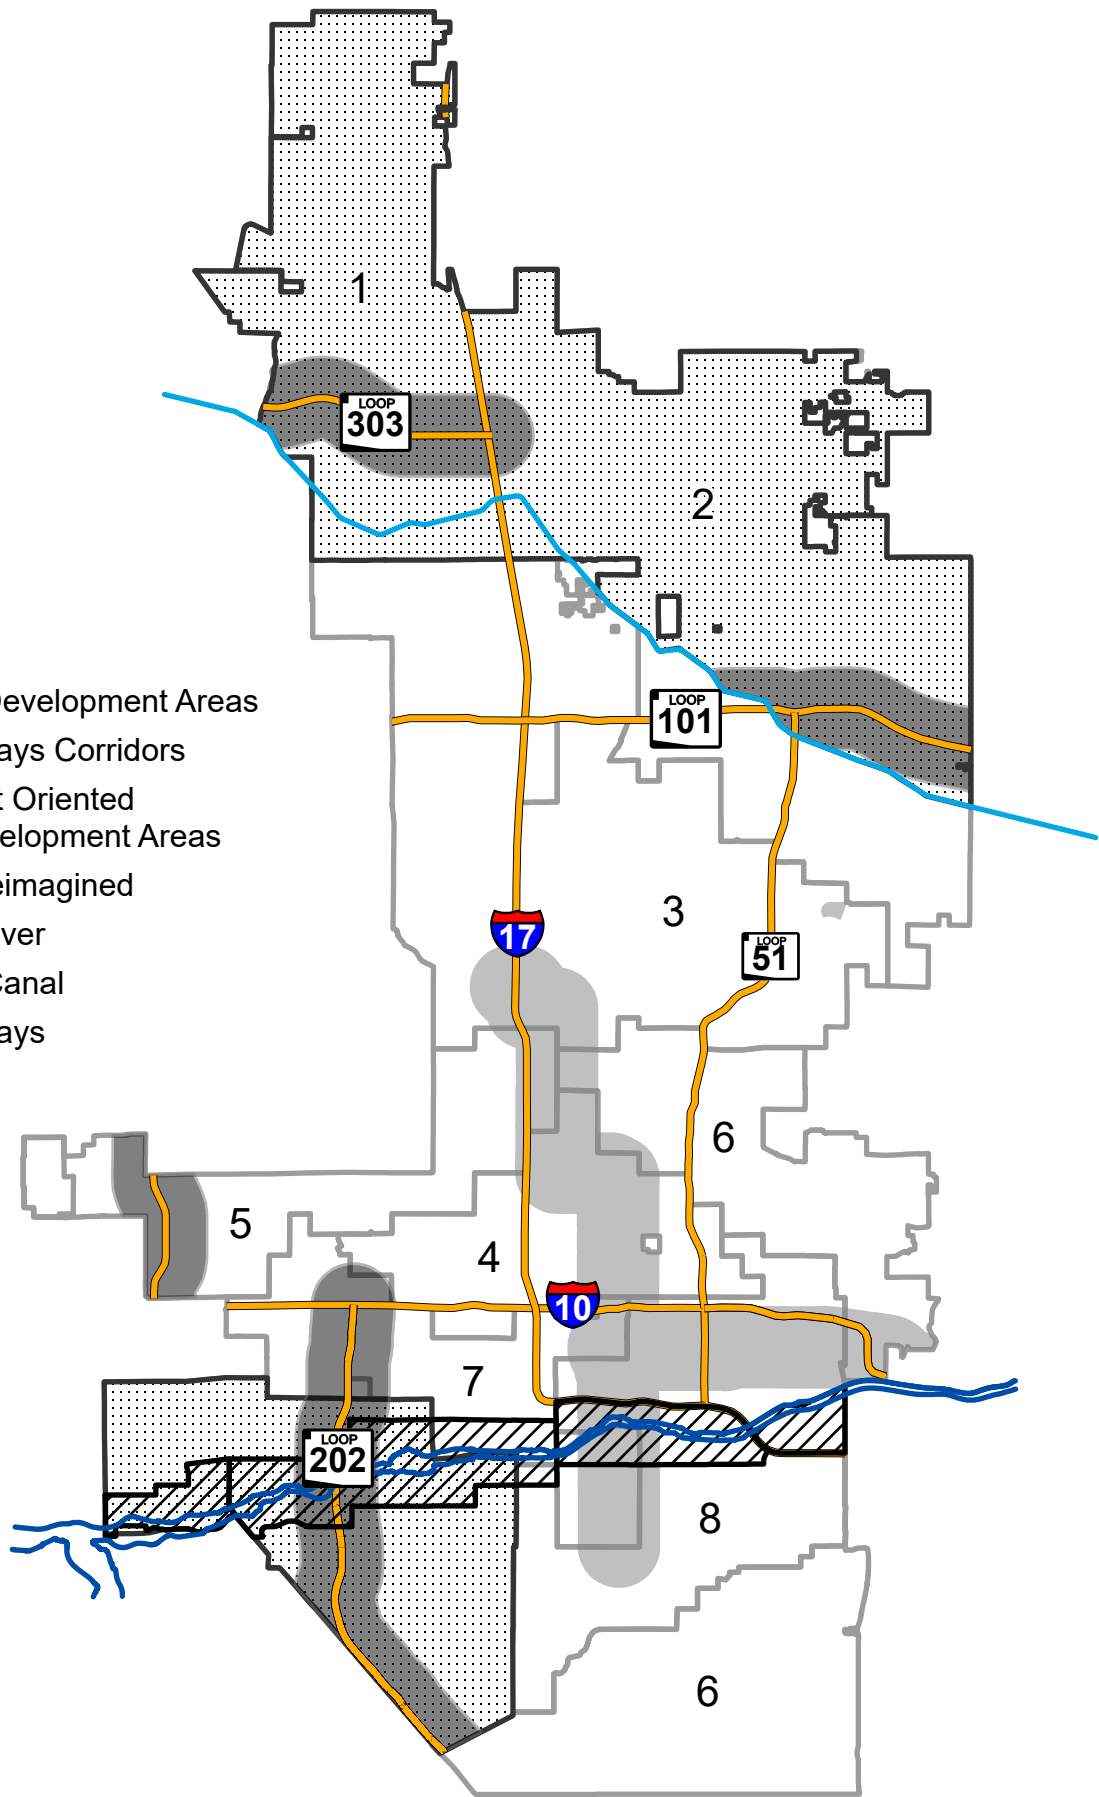 1
LOOP
303
2
Development Areas
LOOP
101
ays Corridors
t Oriented
elopment Areas
eimagined
3
ver
17
LOOP
51
Canal
ays
6
5
4
10
7
LOOP
202
8
6